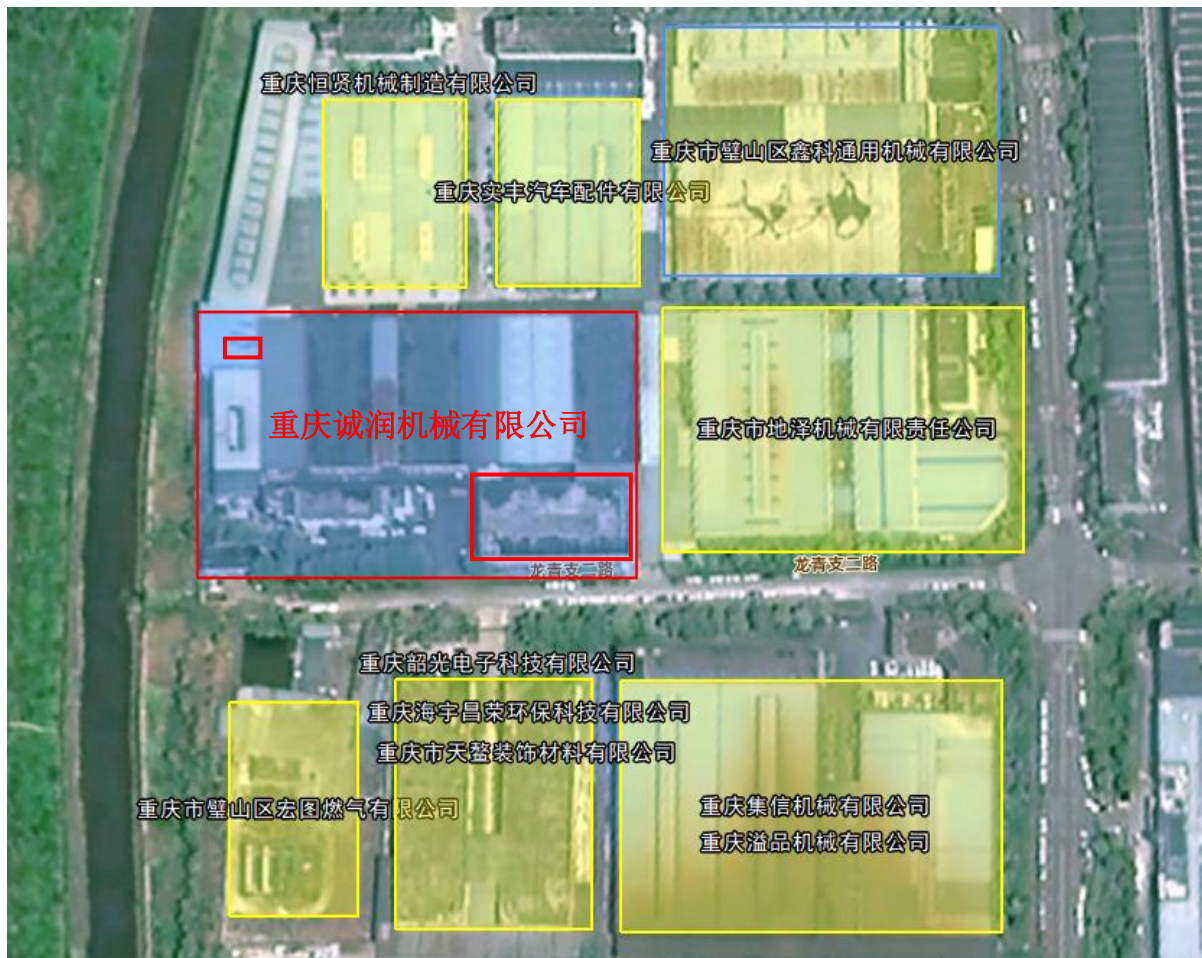 重庆恒贤机械制造有限公司
重庆市璧山区鑫科通用机械有限公司
重庆实丰汽车配件有限公司
重庆诚润机械有限公司
重庆市地泽机械有限责任公司
龙青支二路
龙青支二路
重庆韶光电子科技有限公司
重庆海宇昌荣环保科技有限公司
重庆市天鳌装饰材料有限公司
重庆市璧山区宏图燃气有限公司
重庆集信机械有限公司
重庆溢品机械有限公司